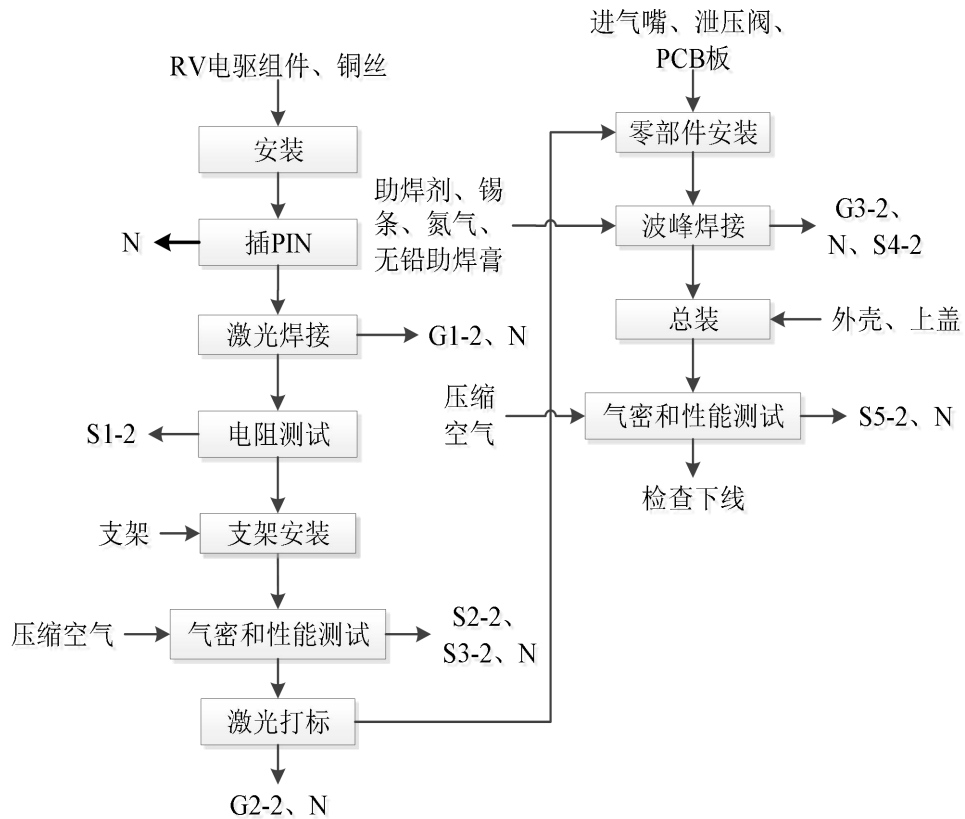 RV电驱组件、铜丝
安装
N
插PIN
激光焊接
G1-2、N
S1-2
电阻测试
支架
支架安装
压缩空气
气密和性能测试
S2-2、
S3-2、N
激光打标
G2-2、N
进气嘴、泄压阀、
PCB板
零部件安装
助焊剂、锡
条、氮气、
无铅助焊膏
波峰焊接
G3-2、
N、S4-2
总装
外壳、上盖
压缩
空气
气密和性能测试
S5-2、N
检查下线